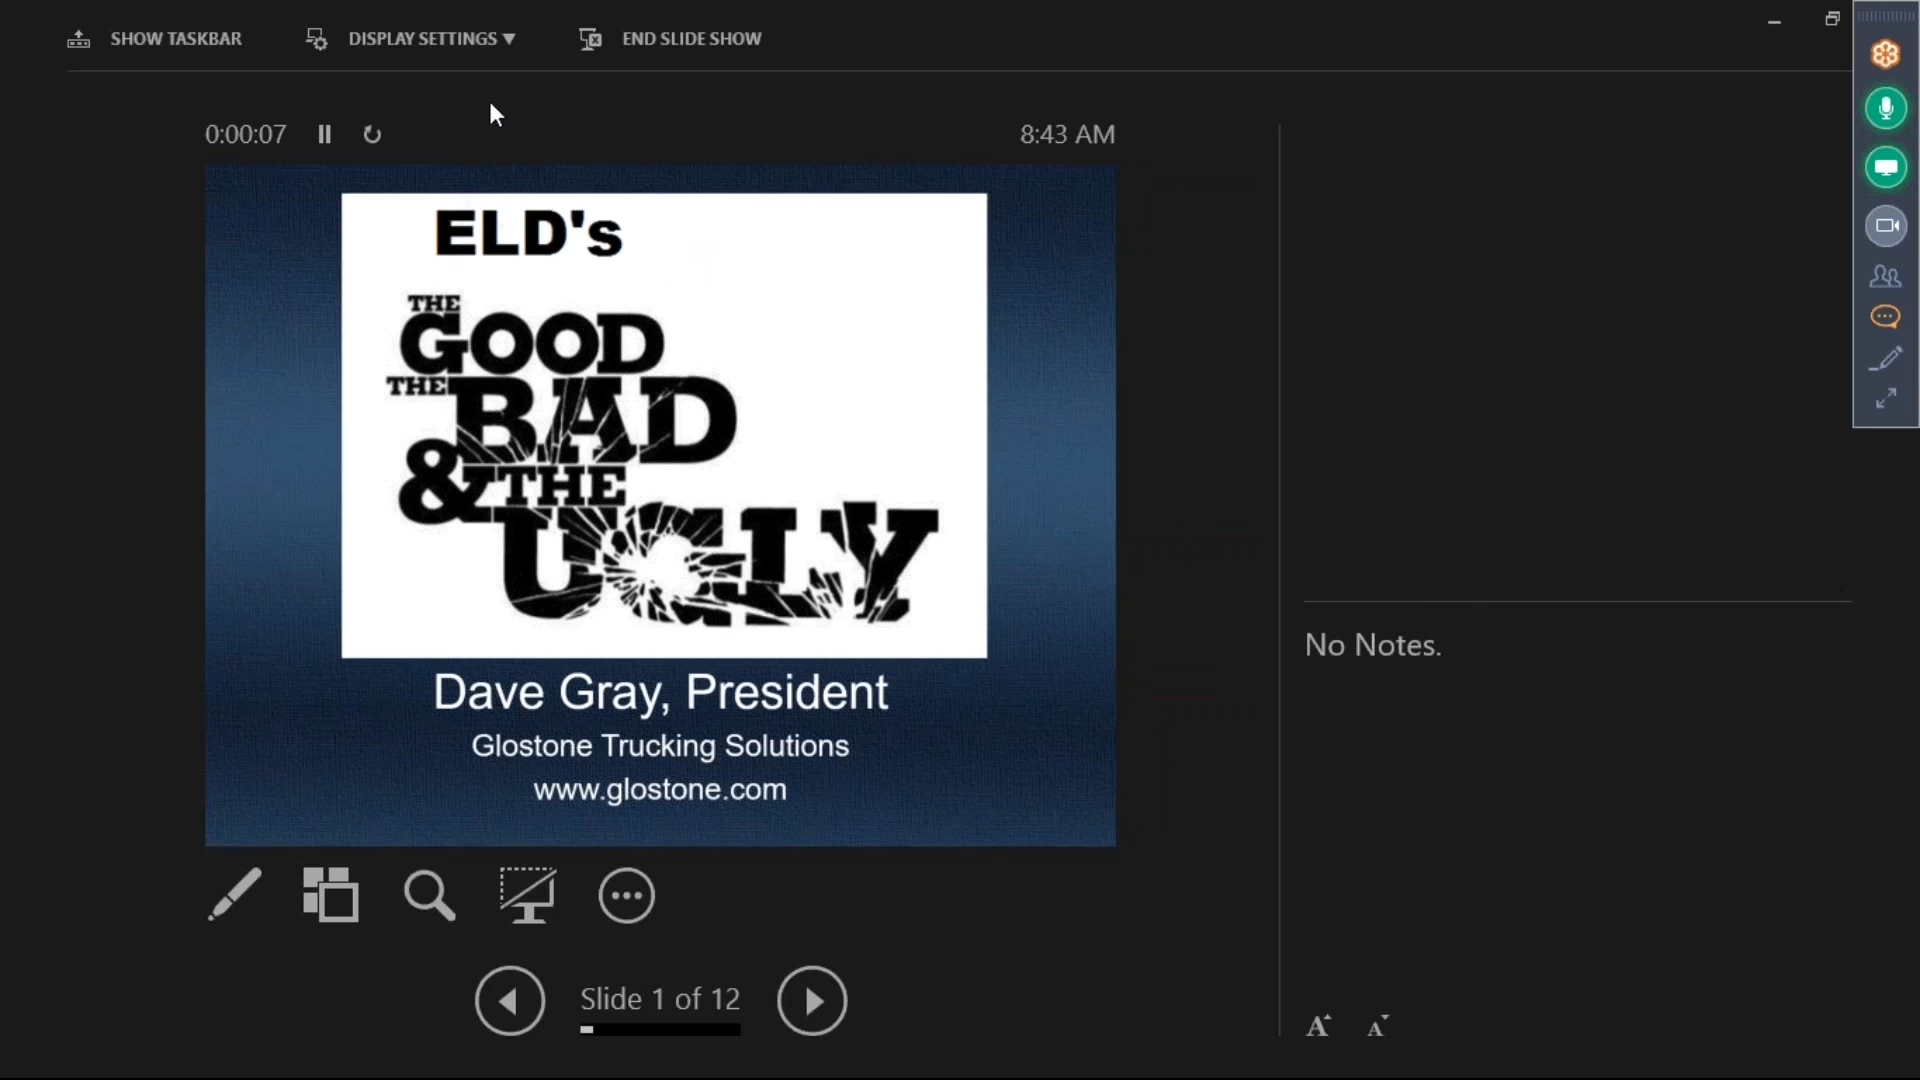 SHOW TASKBAR DISPLAY SETTINGS ▼ END SLIDE SHOW
0:00:07 8:43 AM
ELD's
THE
GOOD
THE
BAD
& THE
UGLY
Dave Gray, President
Glostone Trucking Solutions
www.glostone.com
No Notes.
Slide 1 of 12
A A